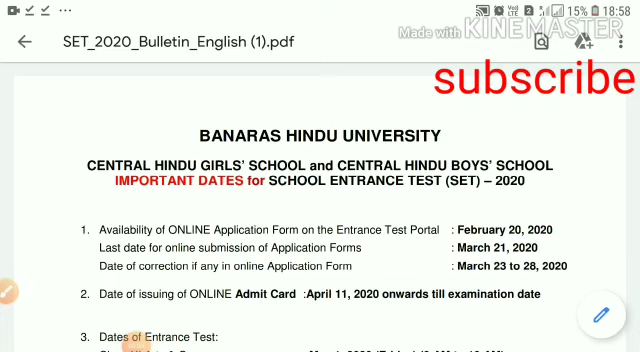 15% 18:58
Made with KINEMASTER
SET_2020_Bulletin_English (1).pdf
subscribe
BANARAS HINDU UNIVERSITY
CENTRAL HINDU GIRLS' SCHOOL and CENTRAL HINDU BOYS' SCHOOL
IMPORTANT DATES for SCHOOL ENTRANCE TEST (SET) – 2020
1. Availability of ONLINE Application Form on the Entrance Test Portal : February 20, 2020
Last date for online submission of Application Forms : March 21, 2020
Date of correction if any in online Application Form : March 23 to 28, 2020
2. Date of issuing of ONLINE Admit Card :April 11, 2020 onwards till examination date
3. Dates of Entrance Test: